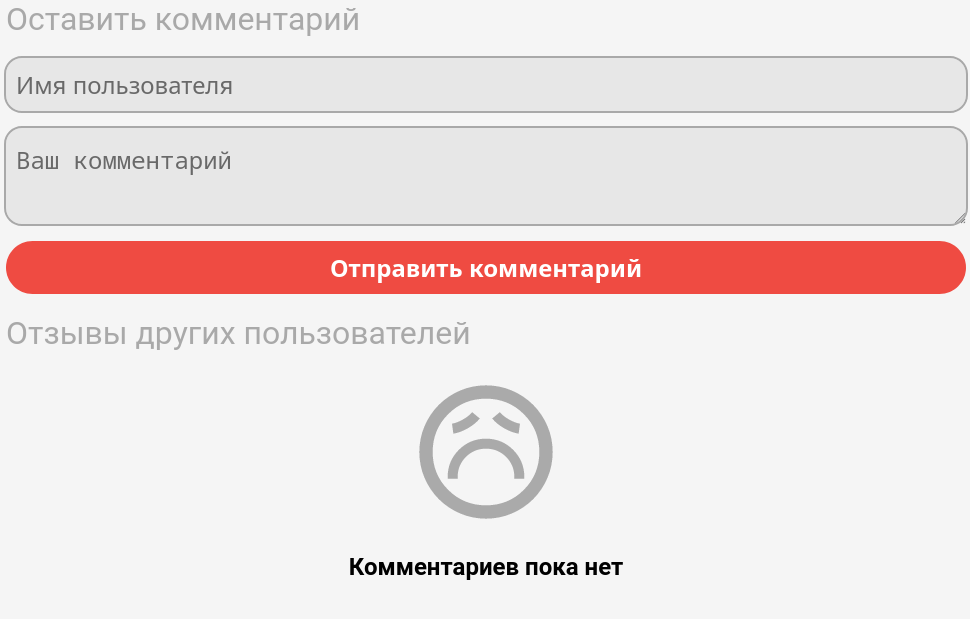 Оставить комментарий
Имя пользователя
Ваш комментарий
Отправить комментарий
Отзывы других пользователей
Комментариев пока нет